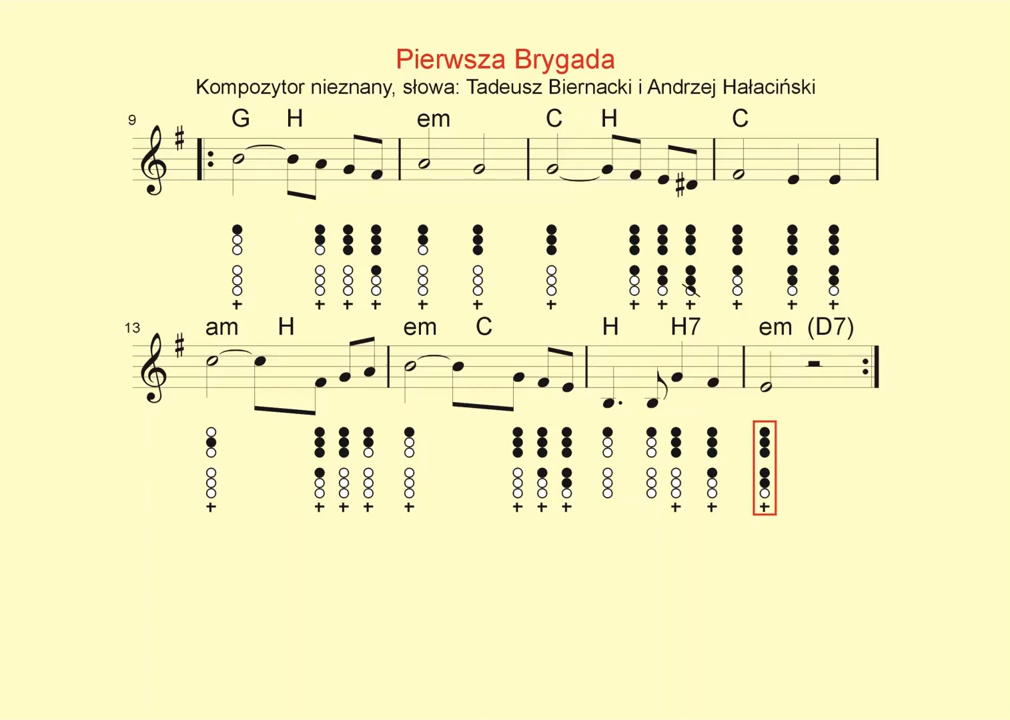 Pierwsza Brygada
Kompozytor nieznany, słowa: Tadeusz Biernacki i Andrzej Hałaciński
9 G H em C H C
13 am H em C H H7 em (D7)